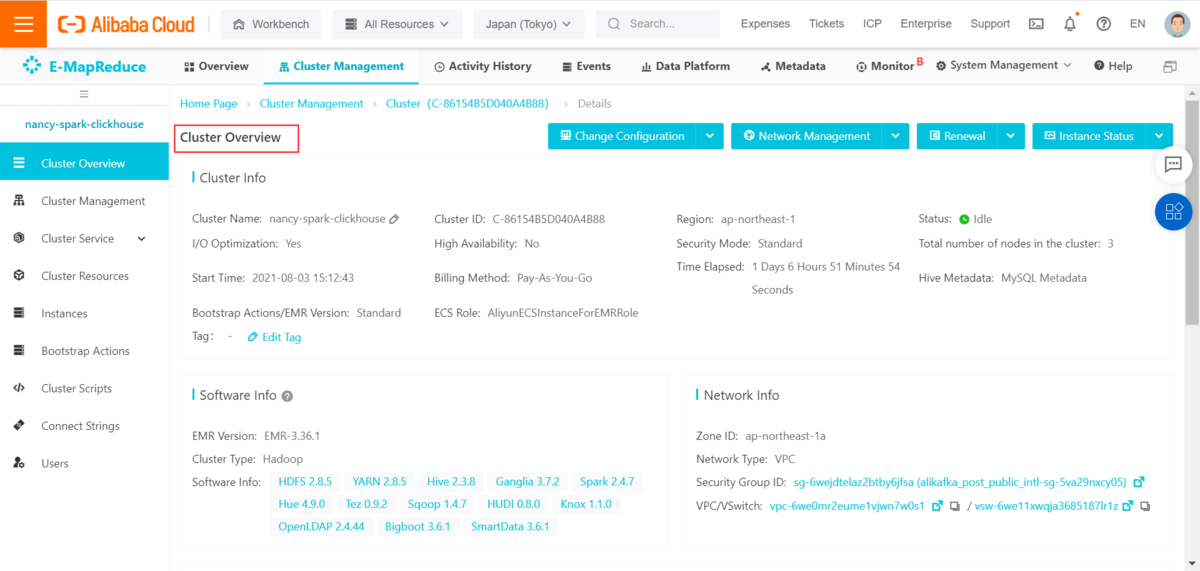 Alibaba Cloud Workbench All Resources Japan (Tokyo) Search... Expenses Tickets ICP Enterprise Support EN
E-MapReduce Overview Cluster Management Activity History Events Data Platform Metadata Monitor B System Management Help
nancy-spark-clickhouse
Cluster Overview
Cluster Management
Cluster Service
Cluster Resources
Instances
Bootstrap Actions
Cluster Scripts
Connect Strings
Users
Home Page > Cluster Management > Cluster (C-86154B5D040A4B88) > Details
Cluster Overview Change Configuration Network Management Renewal Instance Status
Cluster Info
Cluster Name: nancy-spark-clickhouse Cluster ID: C-86154B5D040A4B88 Region: ap-northeast-1 Status: Idle
I/O Optimization: Yes High Availability: No Security Mode: Standard Total number of nodes in the cluster: 3
Start Time: 2021-08-03 15:12:43 Billing Method: Pay-As-You-Go Time Elapsed: 1 Days 6 Hours 51 Minutes 54 Seconds Hive Metadata: MySQL Metadata
Bootstrap Actions/EMR Version: Standard ECS Role: AliyunECSInstanceForEMRRole
Tag: - Edit Tag
Software Info
EMR Version: EMR-3.36.1
Cluster Type: Hadoop
Software Info: HDFS 2.8.5 YARN 2.8.5 Hive 2.3.8 Ganglia 3.7.2 Spark 2.4.7
Hue 4.9.0 Tez 0.9.2 Sqoop 1.4.7 HUDI 0.8.0 Knox 1.1.0
OpenLDAP 2.4.44 Bigboot 3.6.1 SmartData 3.6.1
Network Info
Zone ID: ap-northeast-1a
Network Type: VPC
Security Group ID: sg-6wejdtelaz2btby6jfsa (alikafka_post_public_intl-sg-5va29nxcy05)
VPC/VSwitch: vpc-6we0mr2eume1vjwn7w0s1 / vsw-6we11xwqja3685187lr1z